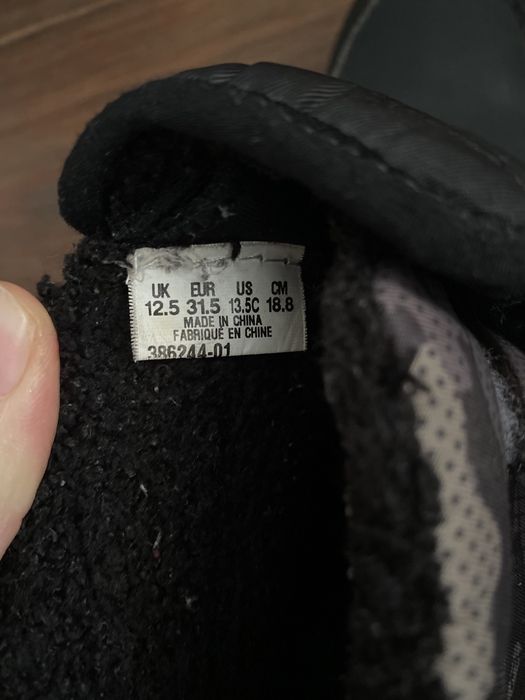 UK EUR US CM
12.5 31.5 13.5C 18.8
MADE IN CHINA
FABRIQUÉ EN CHINE
386244-01